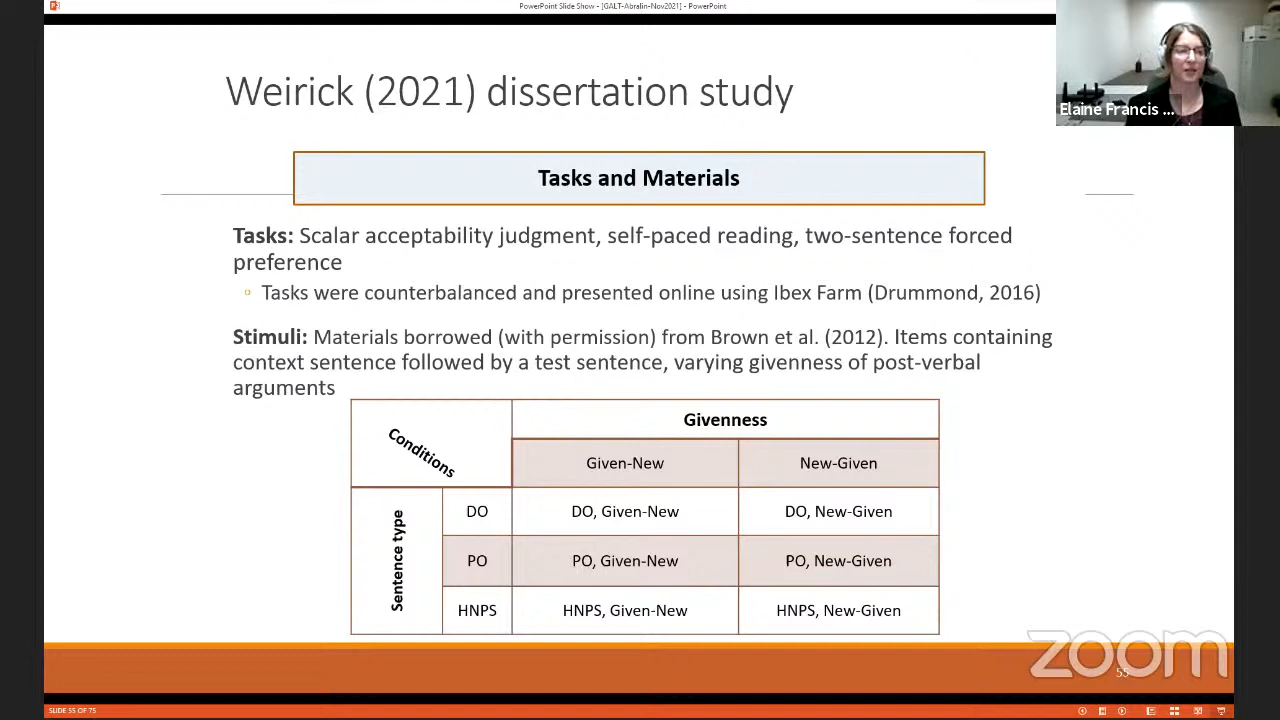 PowerPoint Slide Show - [GALT-Abralin-Nov2021] - PowerPoint
Elaine Francis ...
Weirick (2021) dissertation study
Tasks and Materials
Tasks: Scalar acceptability judgment, self-paced reading, two-sentence forced
preference
Tasks were counterbalanced and presented online using Ibex Farm (Drummond, 2016)
Stimuli: Materials borrowed (with permission) from Brown et al. (2012). Items containing
context sentence followed by a test sentence, varying givenness of post-verbal
arguments
Conditions
Givenness
Given-New
New-Given
Sentence type
DO
DO, Given-New
DO, New-Given
PO
PO, Given-New
PO, New-Given
HNPS
HNPS, Given-New
HNPS, New-Given
zoom
55
SLIDE 55 OF 75